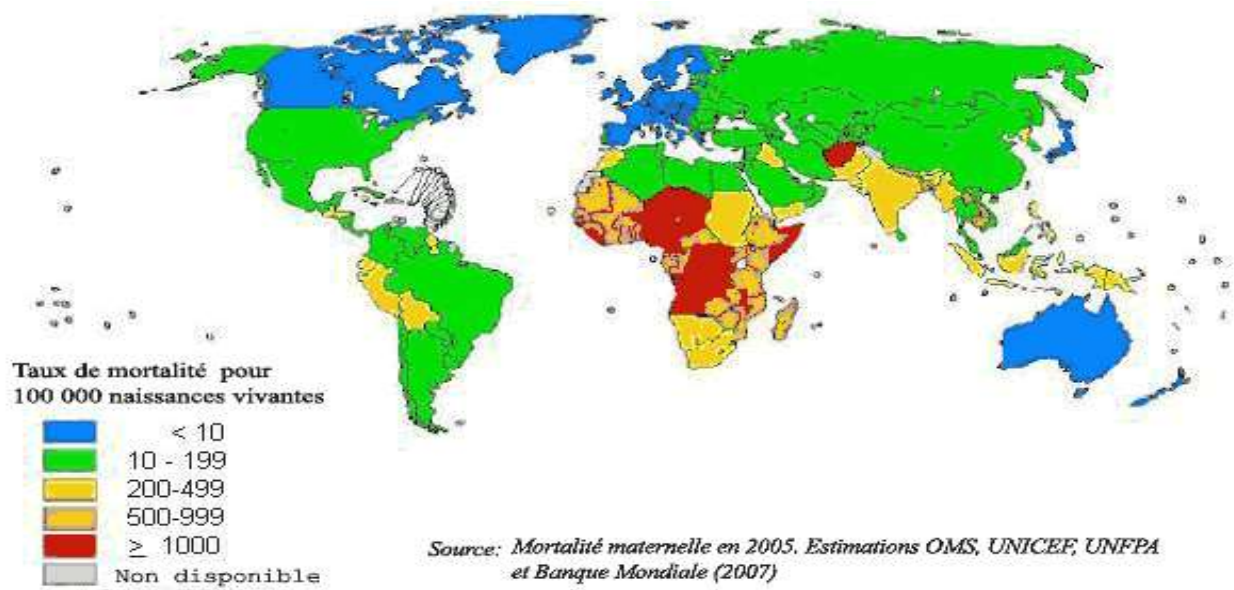 Taux de mortalité pour
100 000 naissances vivantes
< 10
10 - 199
200-499
500-999
≥ 1000
Non disponible
Source: Mortalité maternelle en 2005. Estimations OMS, UNICEF, UNFPA
et Banque Mondiale (2007)